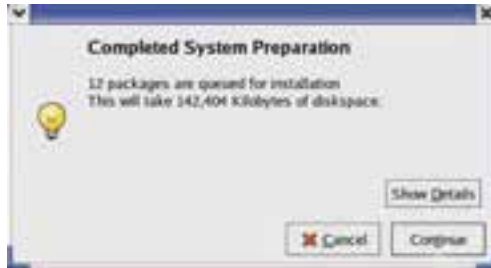 Completed System Preparation
12 packages are queued for installation
This will take 142,404 Kilobytes of diskspace.
Show Details
Cancel
Continue